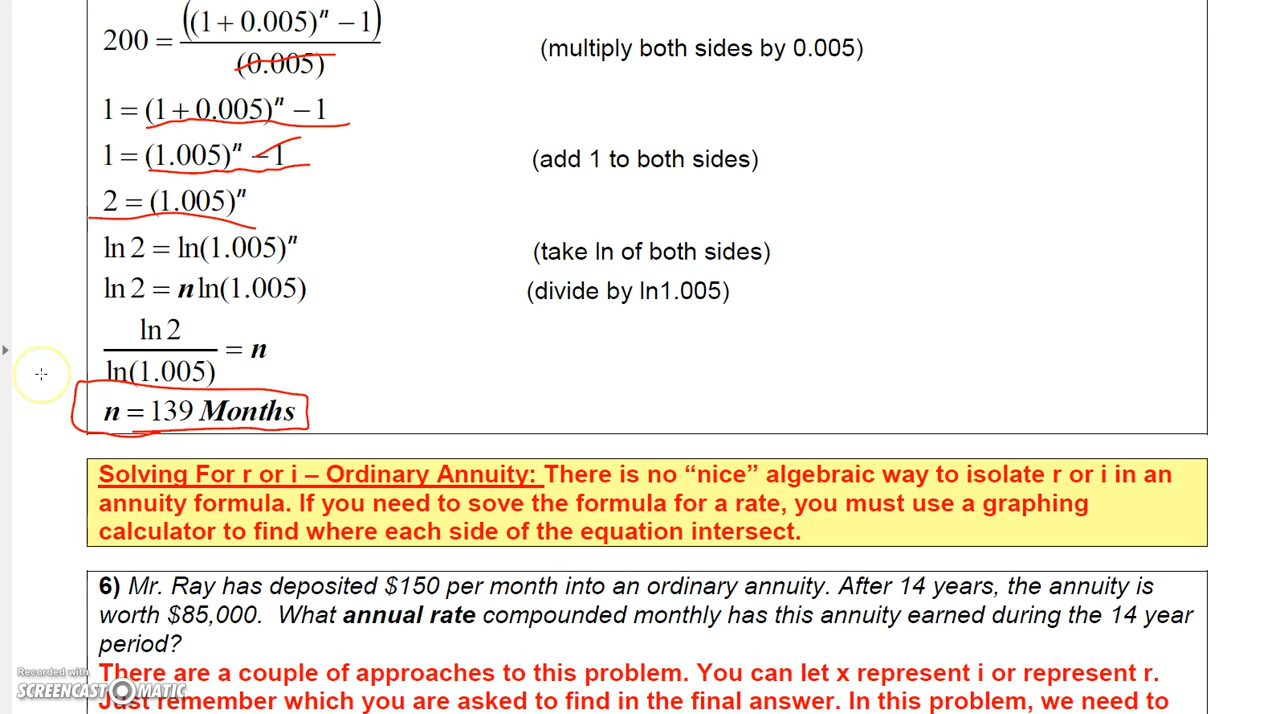 200 = ((1 + 0.005)^n − 1) / (0.005) (multiply both sides by 0.005)
1 = (1 + 0.005)^n − 1
1 = (1.005)^n − 1 (add 1 to both sides)
2 = (1.005)^n
ln 2 = ln(1.005)^n (take ln of both sides)
ln 2 = n ln(1.005) (divide by ln1.005)
ln 2 / ln(1.005) = n
n = 139 Months
Solving For r or i – Ordinary Annuity: There is no “nice” algebraic way to isolate r or i in an
annuity formula. If you need to sove the formula for a rate, you must use a graphing
calculator to find where each side of the equation intersect.
6) Mr. Ray has deposited $150 per month into an ordinary annuity. After 14 years, the annuity is
worth $85,000. What annual rate compounded monthly has this annuity earned during the 14 year
period?
There are a couple of approaches to this problem. You can let x represent i or represent r.
Just remember which you are asked to find in the final answer. In this problem, we need to
Recorded with
SCREENCAST-O-MATIC